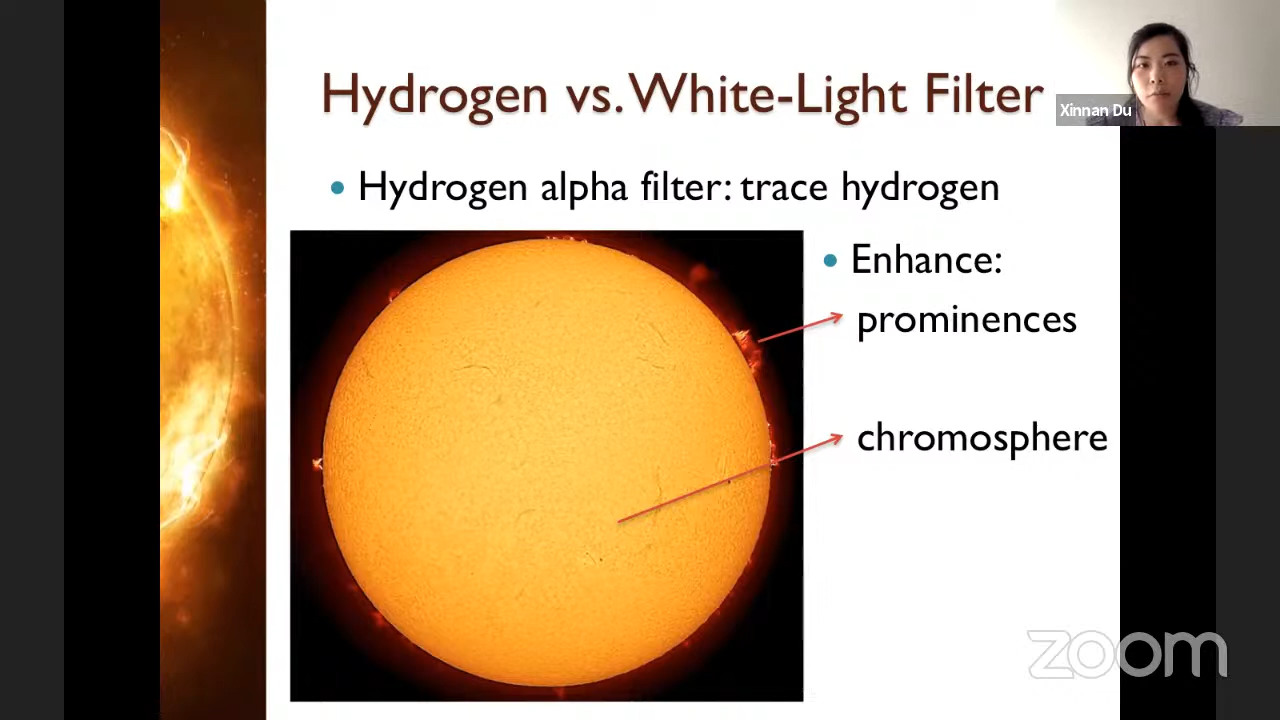 Hydrogen vs. White-Light Filter
Xinnan Du
• Hydrogen alpha filter: trace hydrogen
• Enhance:
prominences
chromosphere
zoom